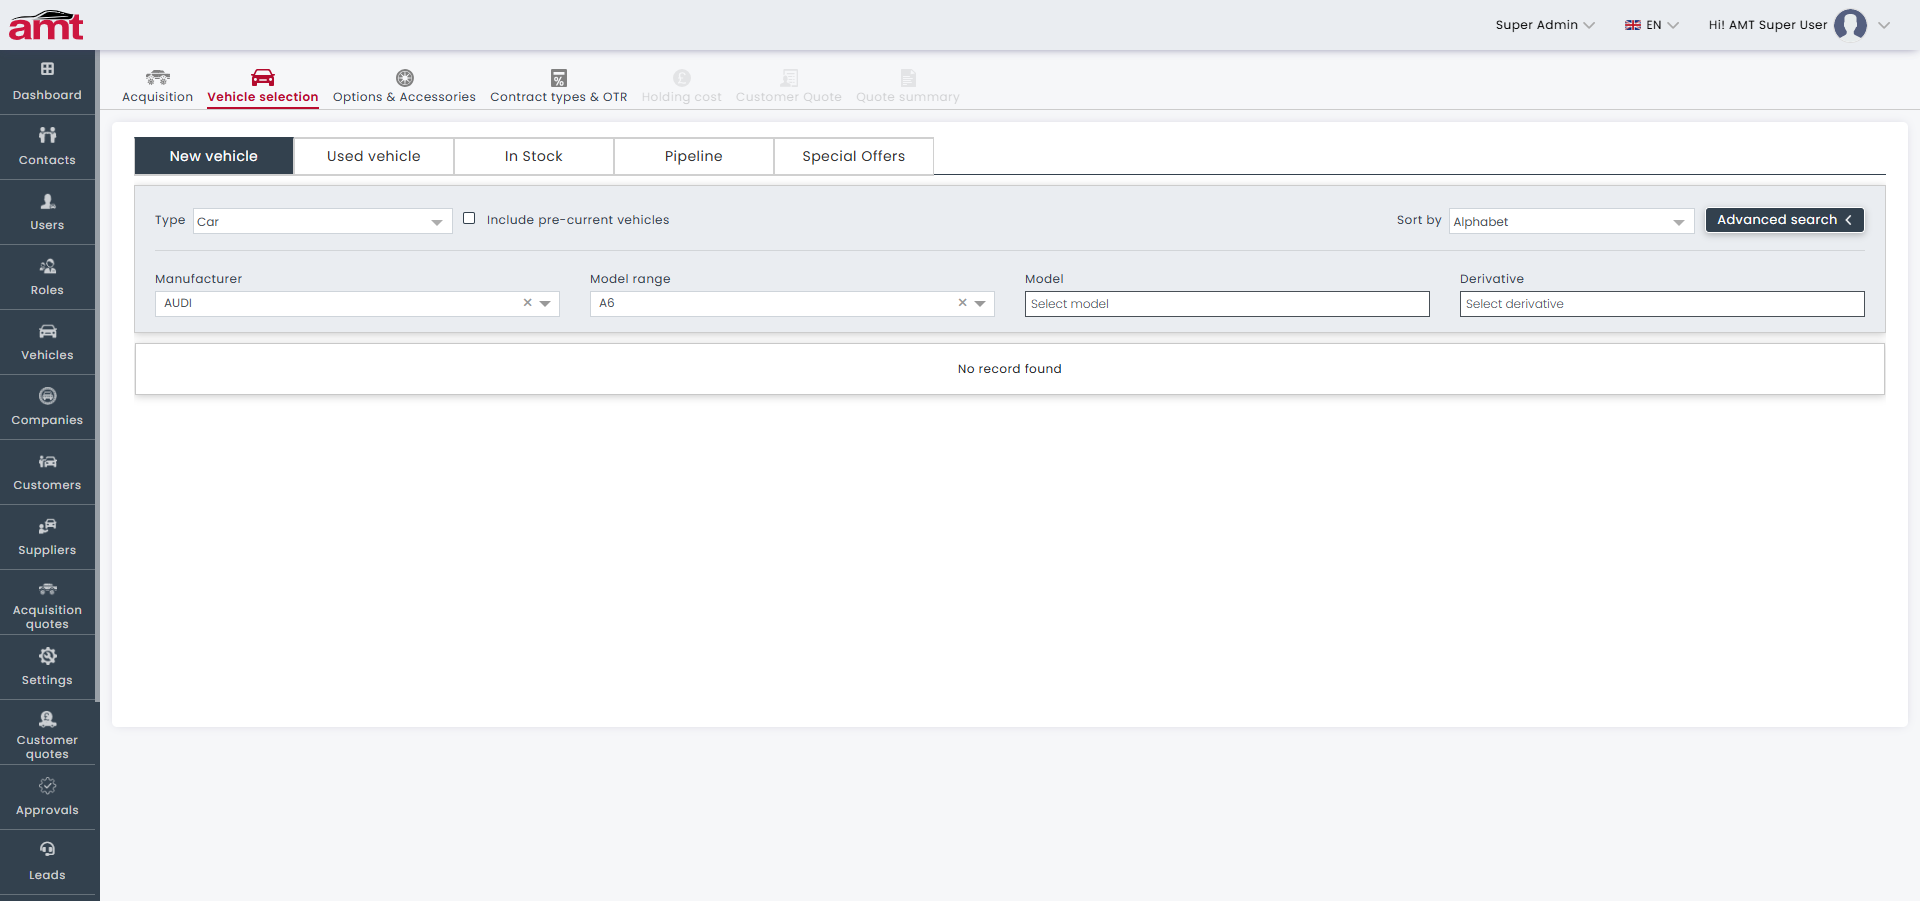 amt
Super Admin
EN
Hi! AMT Super User
Dashboard
Contacts
Users
Roles
Vehicles
Companies
Customers
Suppliers
Acquisition
quotes
Settings
Customer
quotes
Approvals
Leads
Acquisition
Vehicle selection
Options & Accessories
Contract types & OTR
Holding cost
Customer Quote
Quote summary
New vehicle
Used vehicle
In Stock
Pipeline
Special Offers
Type
Car
Include pre-current vehicles
Sort by
Alphabet
Advanced search
Manufacturer
Model range
Model
Derivative
AUDI
A6
Select model
Select derivative
No record found